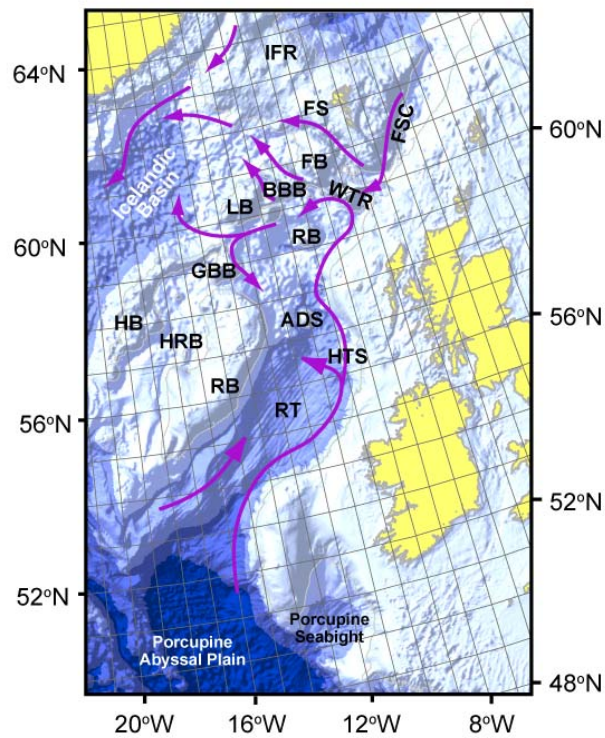 64°N
60°N
56°N
52°N
60°N
56°N
52°N
48°N
20°W
16°W
12°W
8°W
IFR
FS
FSC
FB
BBB
WTR
LB
RB
Icelandic
Basin
GBB
HB
HRB
ADS
HTS
RB
RT
Porcupine
Seabight
Porcupine
Abyssal Plain